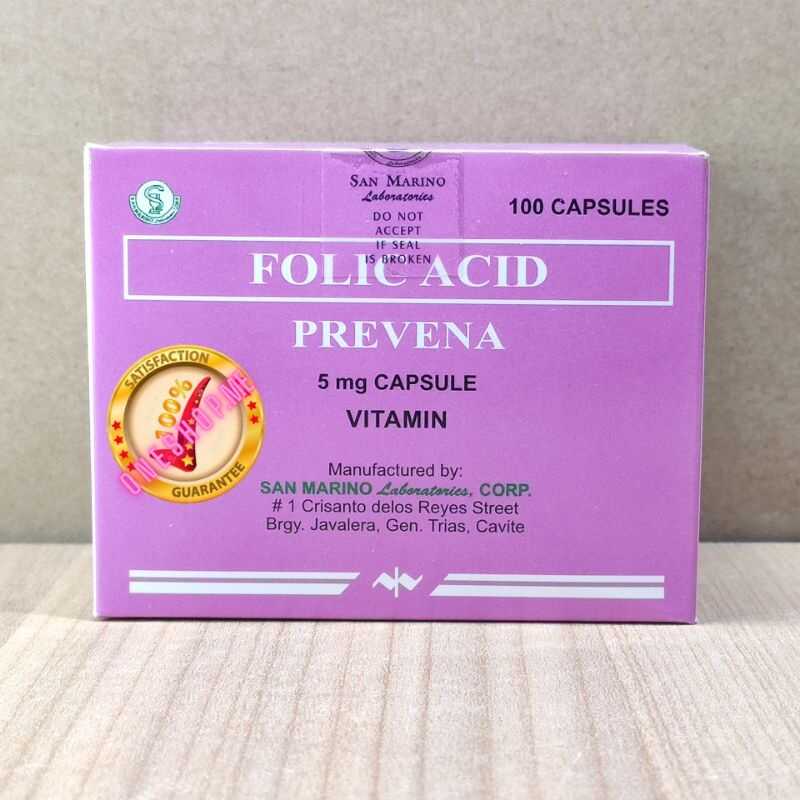 SAN MARINO
Laboratories
DO NOT
ACCEPT
IF SEAL
IS BROKEN
100 CAPSULES
FOLIC ACID
PREVENA
5 mg CAPSULE
VITAMIN
SATISFACTION
100%
ONESHOP.ME
GUARANTEE
Manufactured by:
SAN MARINO Laboratories, CORP.
# 1 Crisanto delos Reyes Street
Brgy. Javalera, Gen. Trias, Cavite